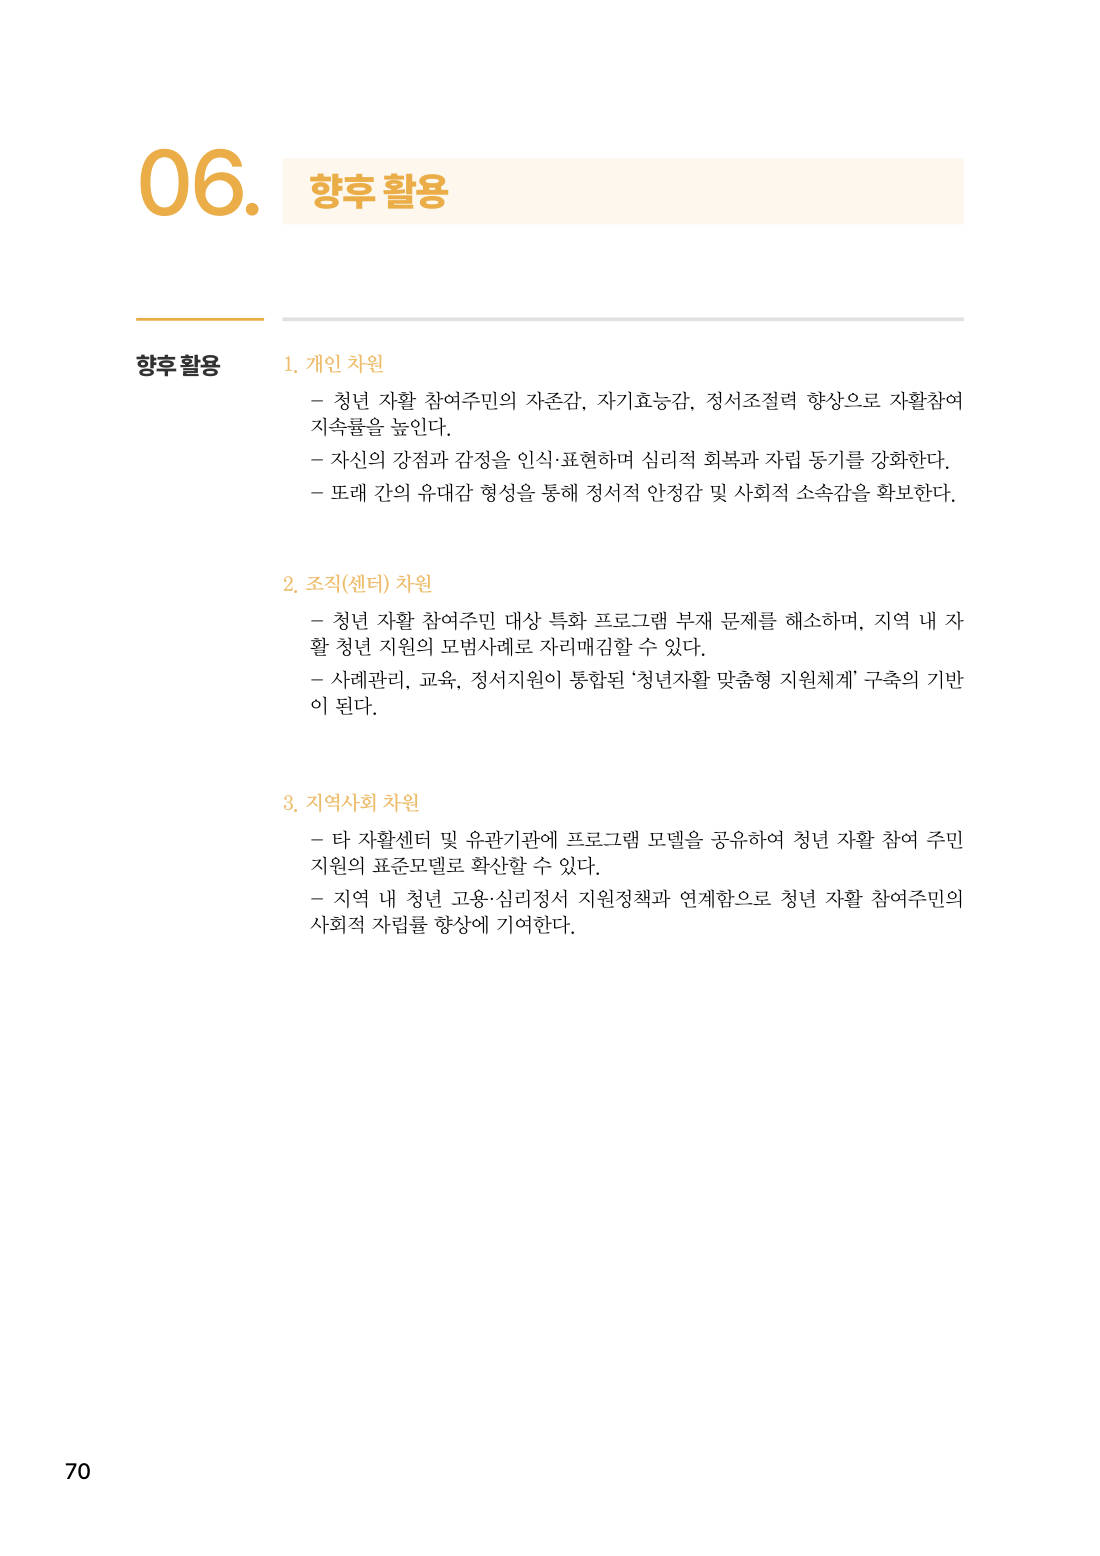 06.
향후 활용
향후 활용
1. 개인 차원
– 청년 자활 참여주민의 자존감, 자기효능감, 정서조절력 향상으로 자활참여
지속률을 높인다.
– 자신의 강점과 감정을 인식·표현하며 심리적 회복과 자립 동기를 강화한다.
– 또래 간의 유대감 형성을 통해 정서적 안정감 및 사회적 소속감을 확보한다.
2. 조직(센터) 차원
– 청년 자활 참여주민 대상 특화 프로그램 부재 문제를 해소하며, 지역 내 자
활 청년 지원의 모범사례로 자리매김할 수 있다.
– 사례관리, 교육, 정서지원이 통합된 ‘청년자활 맞춤형 지원체계’ 구축의 기반
이 된다.
3. 지역사회 차원
– 타 자활센터 및 유관기관에 프로그램 모델을 공유하여 청년 자활 참여 주민
지원의 표준모델로 확산할 수 있다.
– 지역 내 청년 고용·심리정서 지원정책과 연계함으로 청년 자활 참여주민의
사회적 자립률 향상에 기여한다.
70